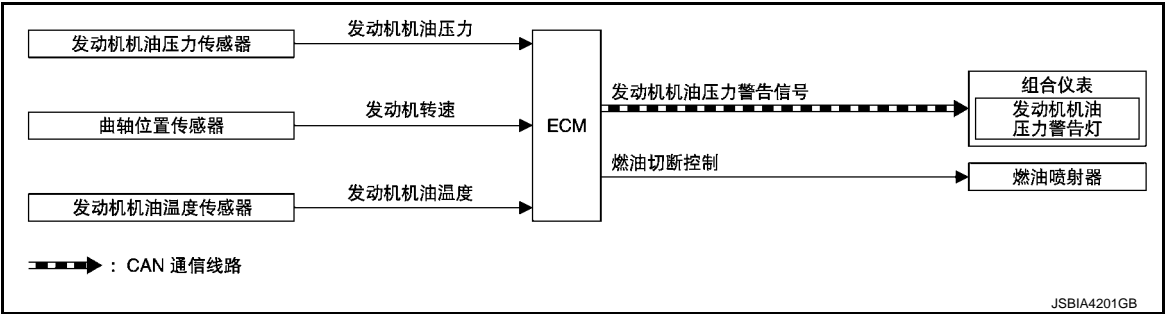 发动机机油压力传感器
发动机机油压力
曲轴位置传感器
发动机转速
发动机机油温度传感器
发动机机油温度
ECM
发动机机油压力警告信号
燃油切断控制
组合仪表
发动机机油
压力警告灯
燃油喷射器
: CAN 通信线路
JSBIA4201GB